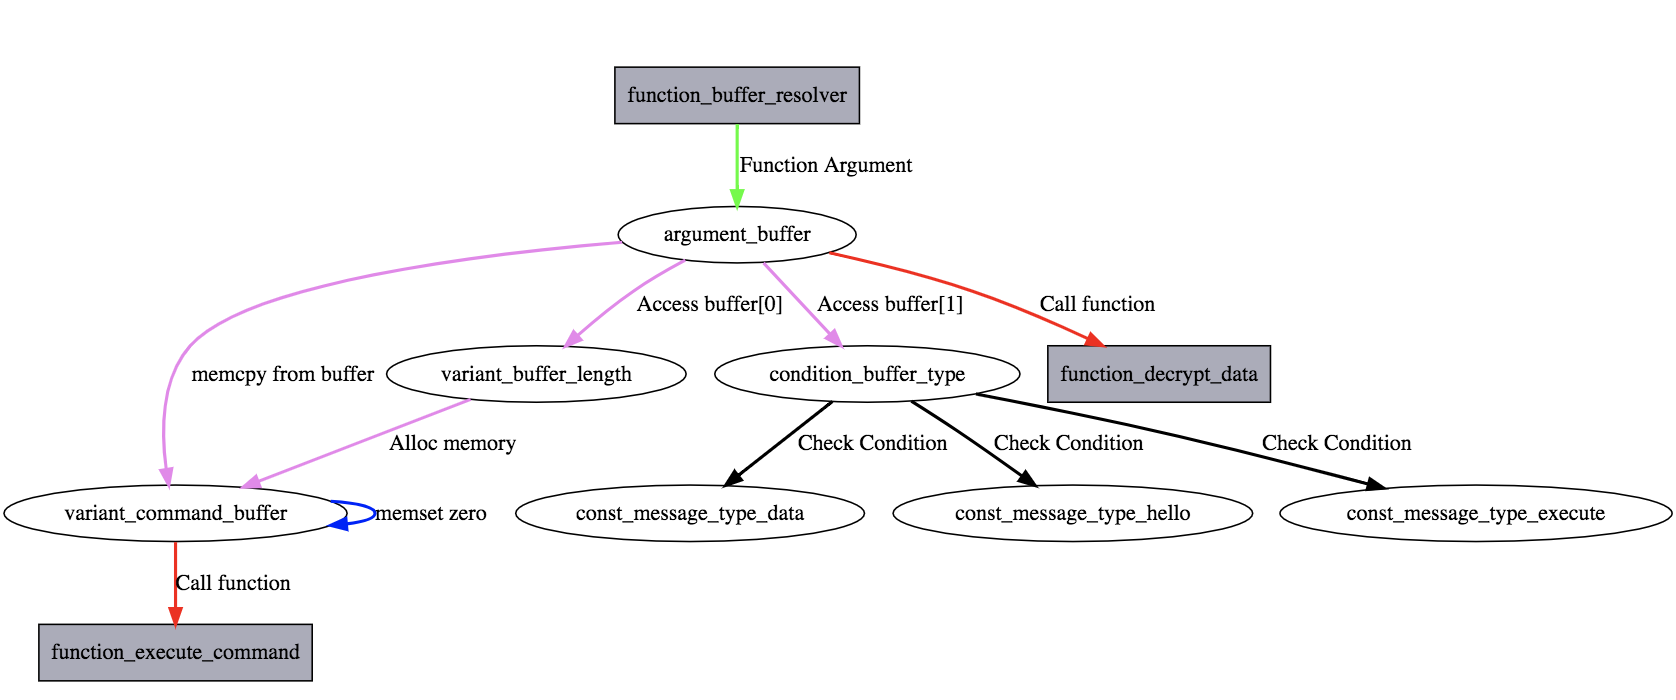 function_buffer_resolver
Function Argument
argument_buffer
Access buffer[0]
Access buffer[1]
Call function
memcpy from buffer
variant_buffer_length
condition_buffer_type
function_decrypt_data
Alloc memory
Check Condition
Check Condition
Check Condition
variant_command_buffer
memset zero
const_message_type_data
const_message_type_hello
const_message_type_execute
Call function
function_execute_command